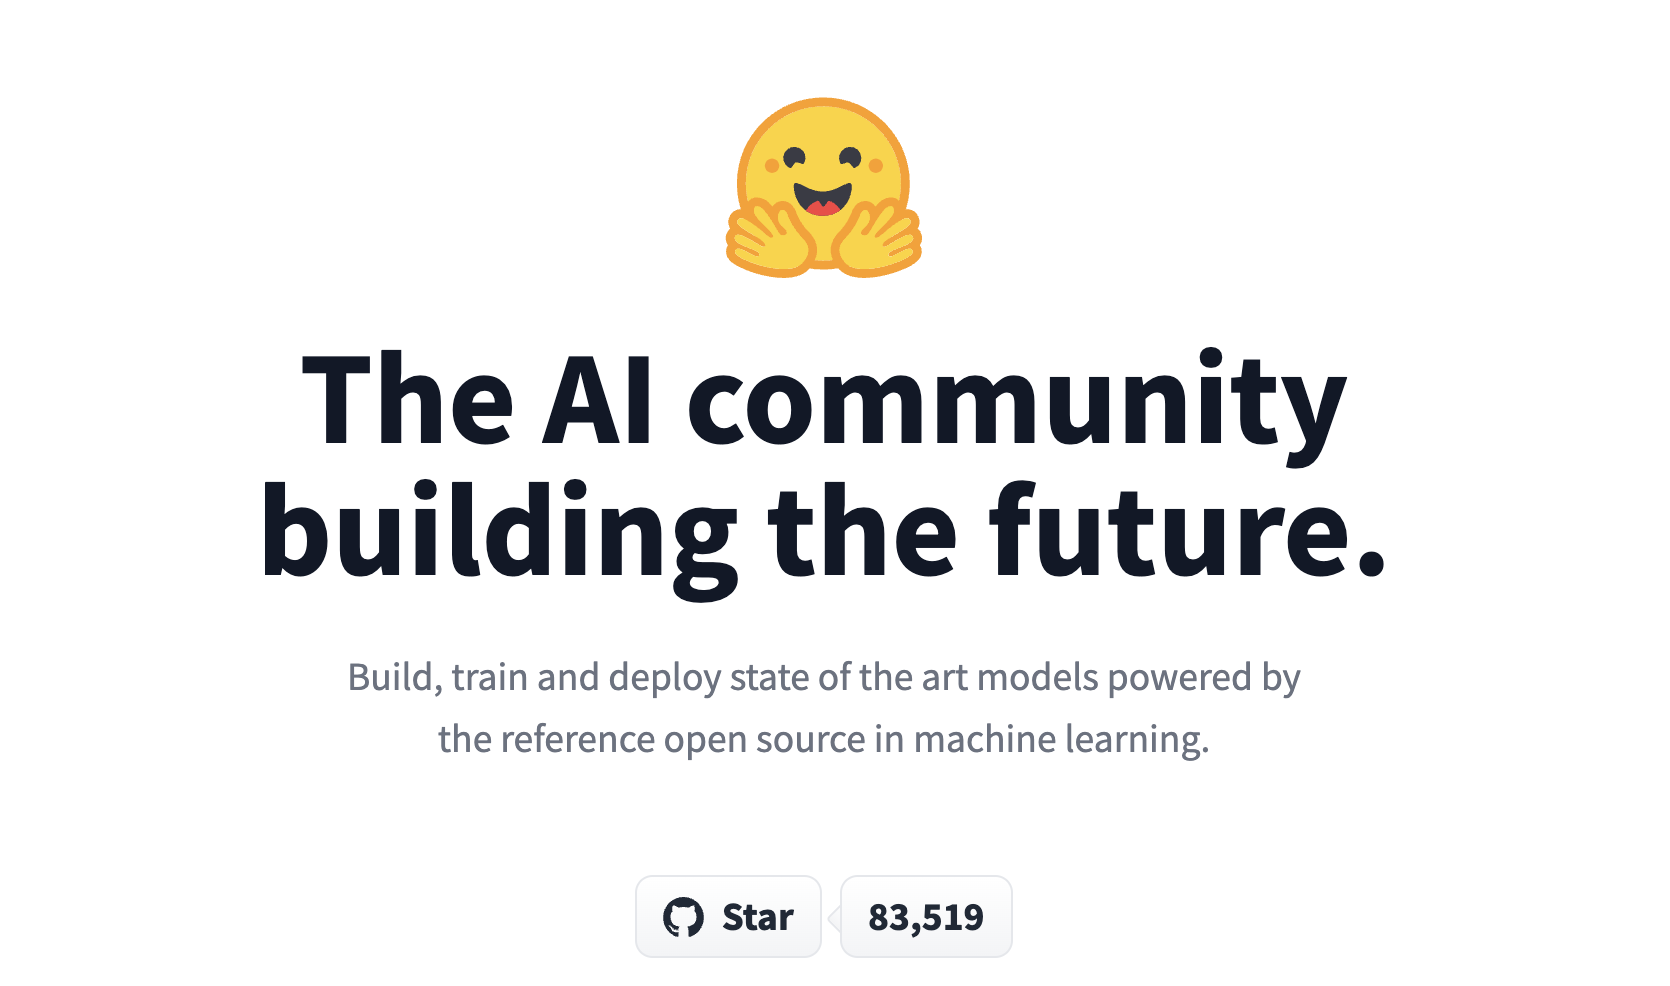 The AI community
building the future.
Build, train and deploy state of the art models powered by
the reference open source in machine learning.
Star 83,519